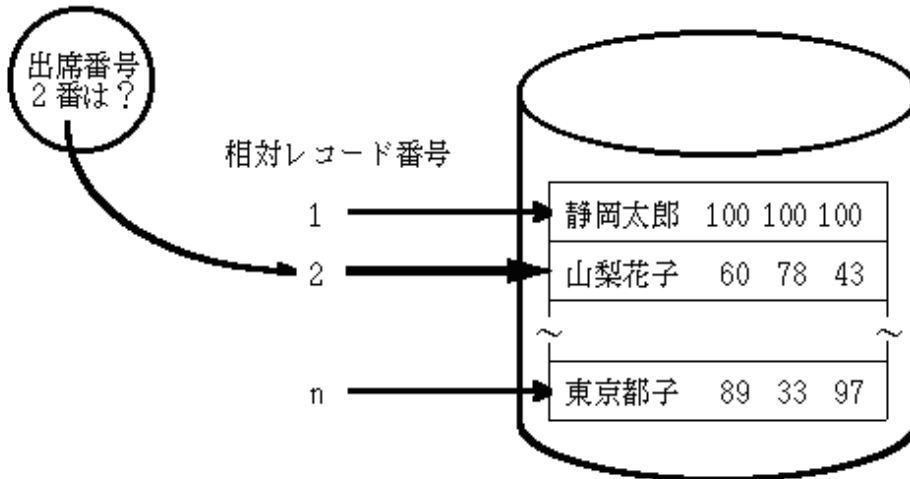 出席番号
2番は?
相対レコード番号
1 静岡太郎 100 100 100
2 山梨花子 60 78 43
~ ~
n 東京都子 89 33 97